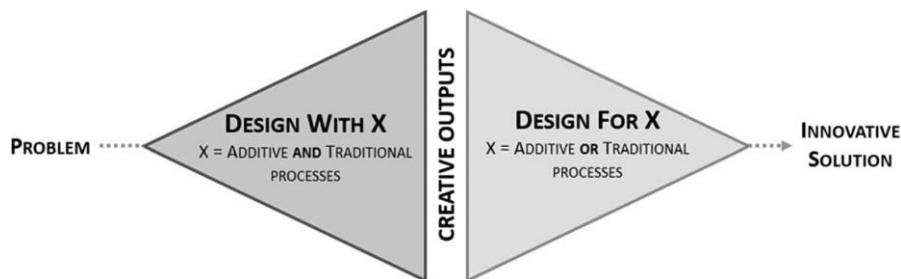 PROBLEM
DESIGN WITH X
X = ADDITIVE AND TRADITIONAL
PROCESSES
CREATIVE OUTPUTS
DESIGN FOR X
X = ADDITIVE OR TRADITIONAL
PROCESSES
INNOVATIVE
SOLUTION